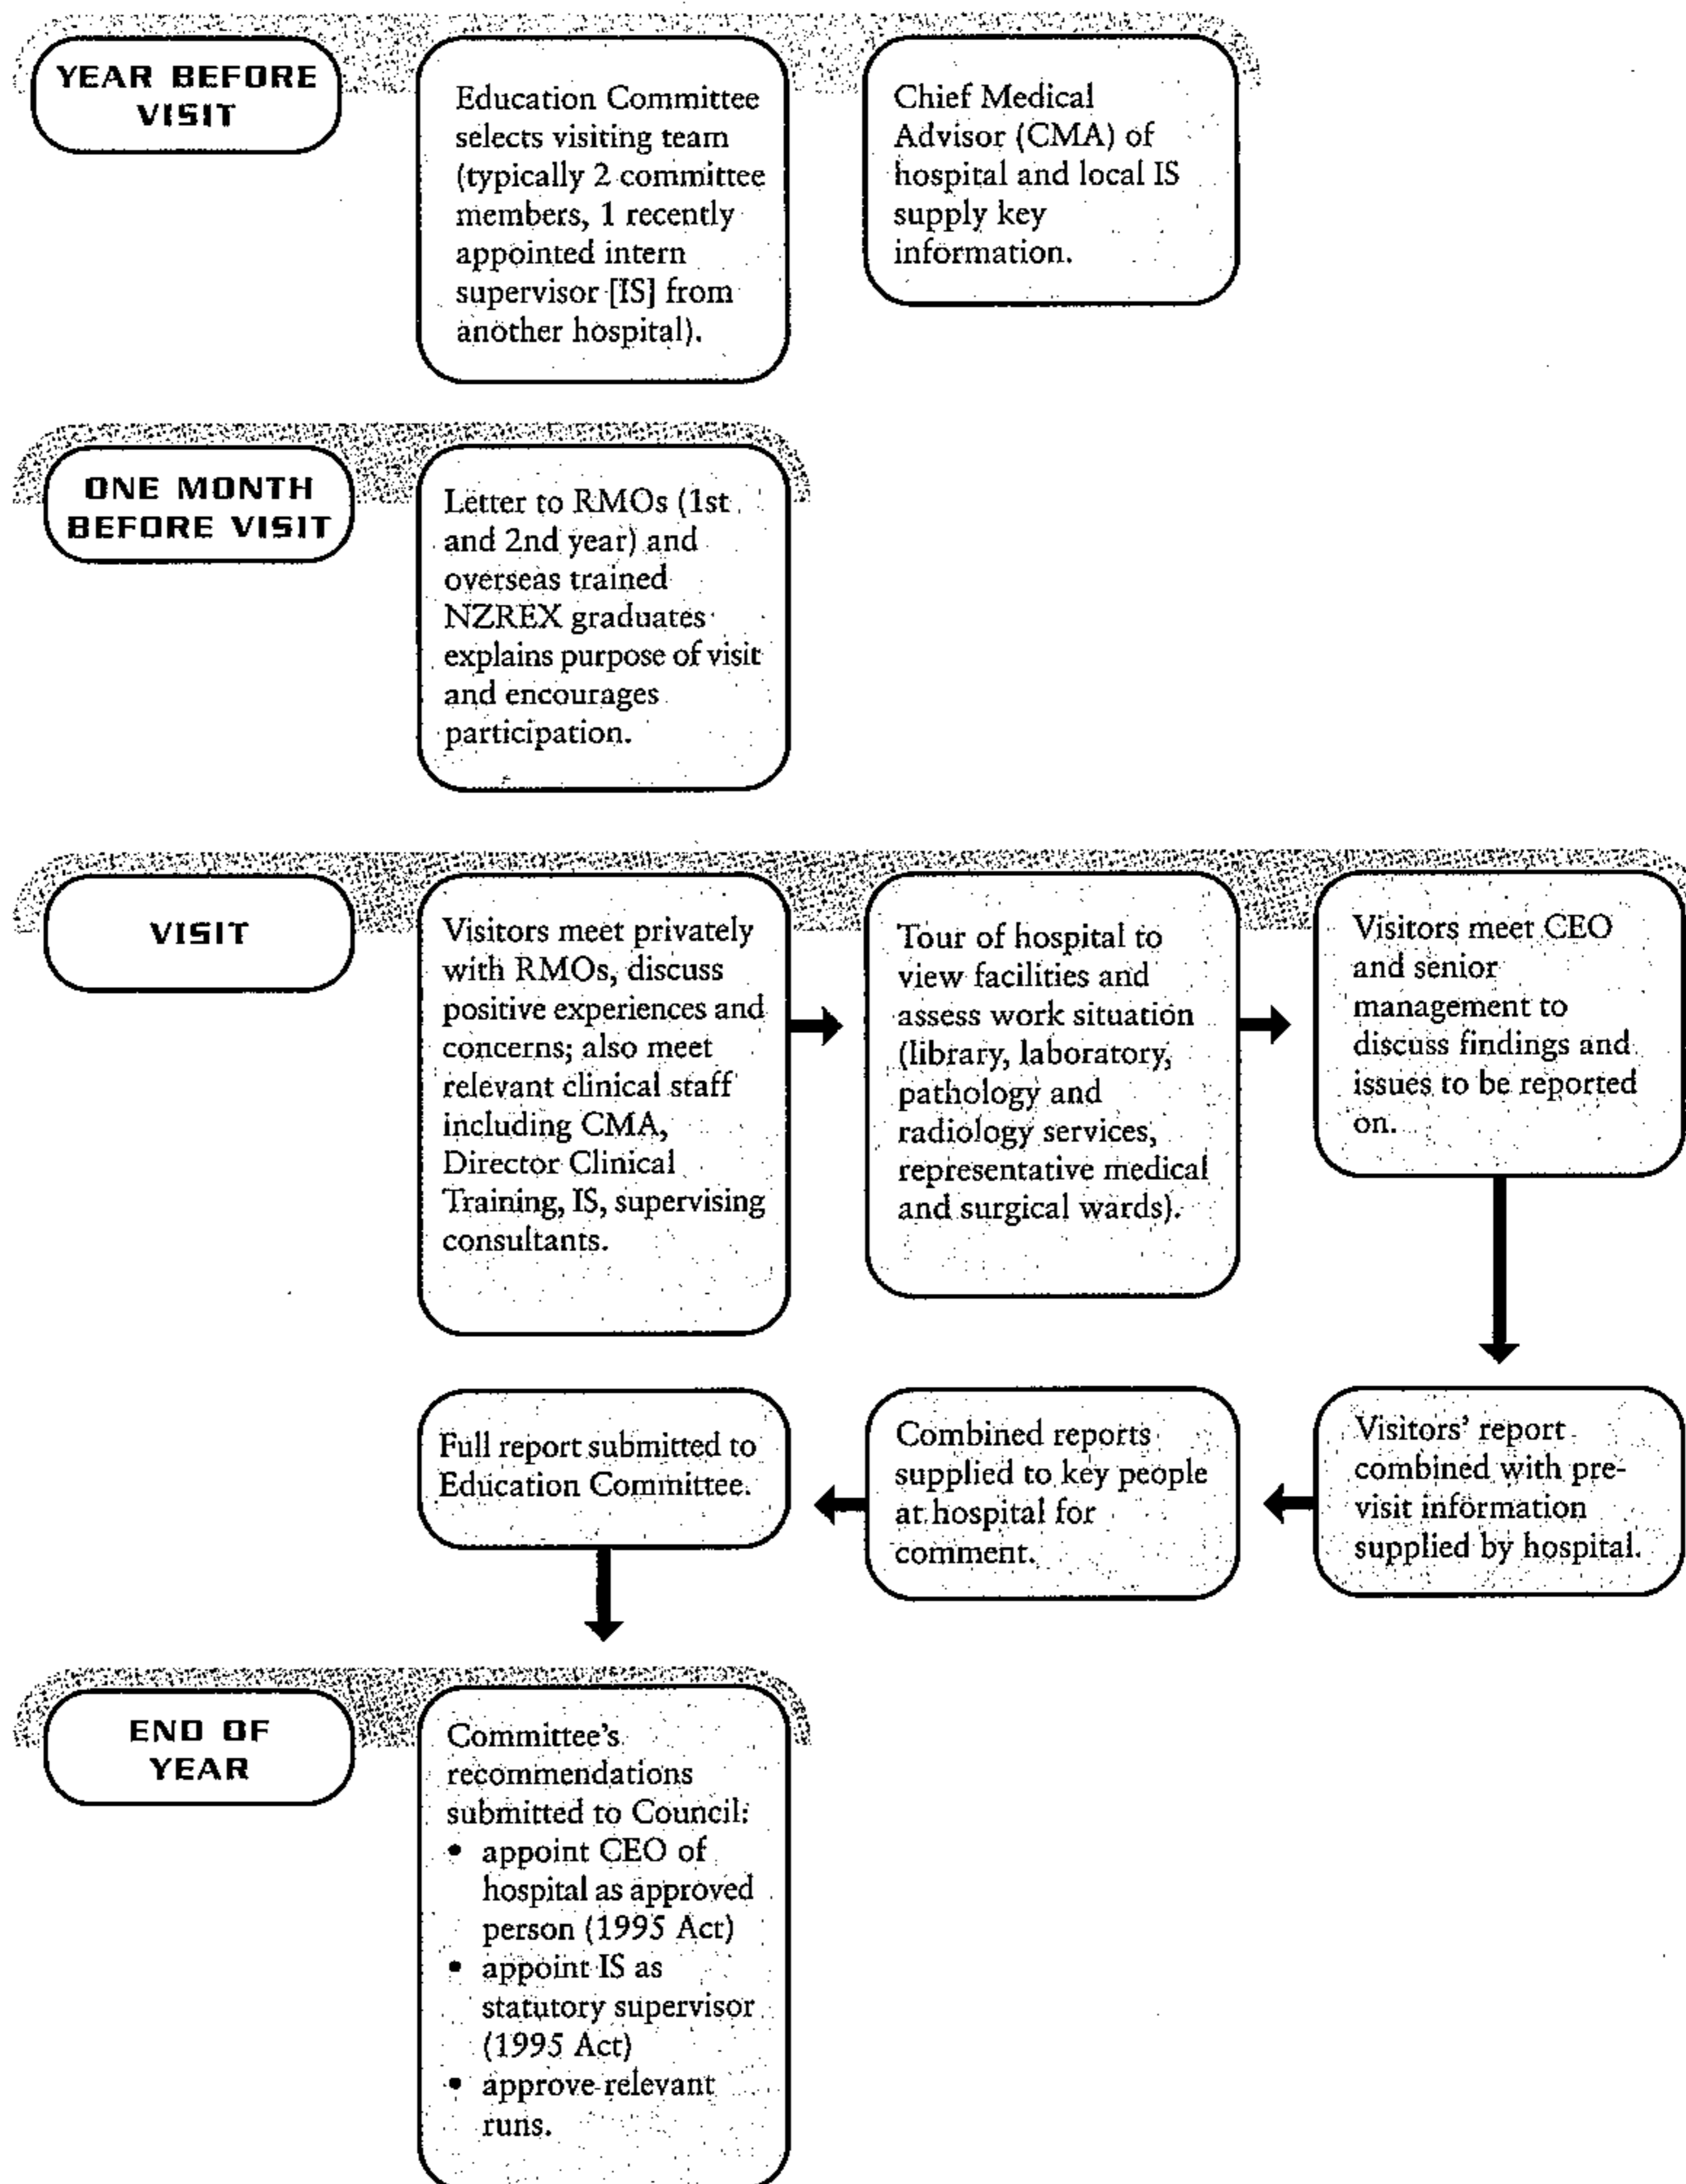 YEAR BEFORE
VISIT
Education Committee
selects visiting team
(typically 2 committee
members, 1 recently
appointed intern
supervisor [IS] from
another hospital).
Chief Medical
Advisor (CMA) of
hospital and local IS
supply key
information.
ONE MONTH
BEFORE VISIT
Letter to RMOs (1st
and 2nd year) and
overseas trained
NZREX graduates
explains purpose of visit
and encourages
participation.
VISIT
Visitors meet privately
with RMOs, discuss
positive experiences and
concerns; also meet
relevant clinical staff
including CMA,
Director Clinical
Training, IS, supervising
consultants.
Tour of hospital to
view facilities and
assess work situation
(library, laboratory,
pathology and
radiology services,
representative medical
and surgical wards).
Visitors meet CEO
and senior
management to
discuss findings and
issues to be reported
on.
Visitors' report
combined with pre-
visit information
supplied by hospital.
Combined reports
supplied to key people
at hospital for
comment.
Full report submitted to
Education Committee.
END OF
YEAR
Committee's
recommendations
submitted to Council:
• appoint CEO of
hospital as approved
person (1995 Act)
• appoint IS as
statutory supervisor
(1995 Act)
• approve relevant
runs.